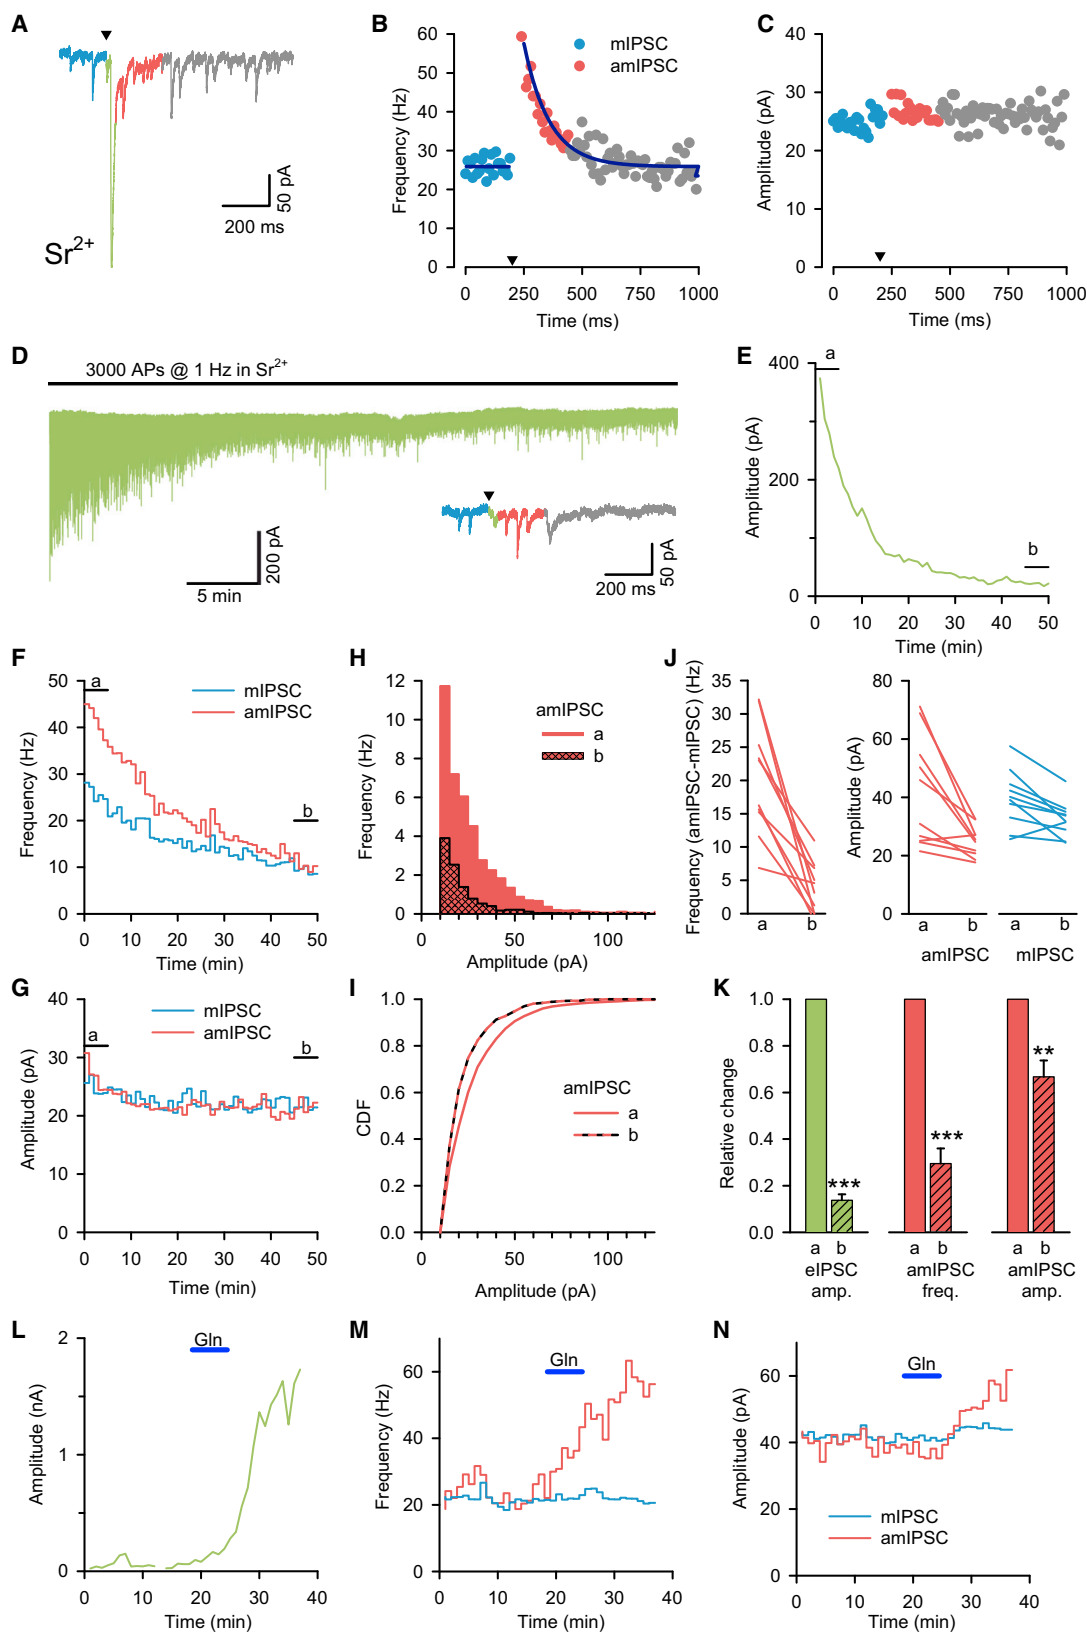 A
50 pA
200 ms
Sr2+
B
60
50
40
30
20
10
0
Frequency (Hz)
mIPSC
amIPSC
0 250 500 750 1000
Time (ms)
C
40
30
20
10
0
Amplitude (pA)
0 250 500 750 1000
Time (ms)
D
3000 APs @ 1 Hz in Sr2+
200 pA
5 min
50 pA
200 ms
E
400
200
0
Amplitude (pA)
a
b
0 10 20 30 40 50
Time (min)
F
50
40
30
20
10
0
Frequency (Hz)
a
mIPSC
amIPSC
b
0 10 20 30 40 50
Time (min)
H
12
10
8
6
4
2
0
Frequency (Hz)
amIPSC
a
b
50 100
Amplitude (pA)
J
35
30
25
20
15
10
5
0
Frequency (amIPSC-mIPSC) (Hz)
a b
80
60
40
20
0
Amplitude (pA)
a b a b
amIPSC mIPSC
G
40
30
20
10
0
Amplitude (pA)
mIPSC
amIPSC
a
b
0 10 20 30 40 50
Time (min)
I
1.0
0.8
0.6
0.4
0.2
0.0
CDF
amIPSC
a
b
0 50 100
Amplitude (pA)
K
1.0
0.8
0.6
0.4
0.2
0.0
Relative change
***
***
**
a b a b a b
eIPSC amIPSC amIPSC
amp. freq. amp.
L
2
1
0
Amplitude (nA)
Gln
0 10 20 30 40
Time (min)
M
60
40
20
0
Frequency (Hz)
Gln
0 10 20 30 40
Time (min)
N
60
40
20
0
Amplitude (pA)
Gln
mIPSC
amIPSC
0 10 20 30 40
Time (min)